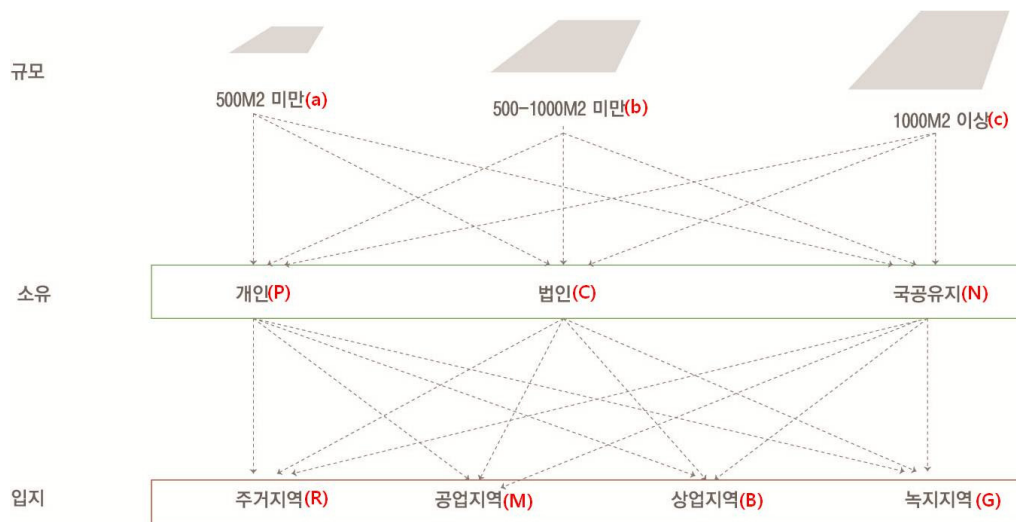 규모
500M2 미만(a)
500-1000M2 미만(b)
1000M2 이상(c)
소유
개인(P)
법인(C)
국공유지(N)
입지
주거지역(R)
공업지역(M)
상업지역(B)
녹지지역(G)